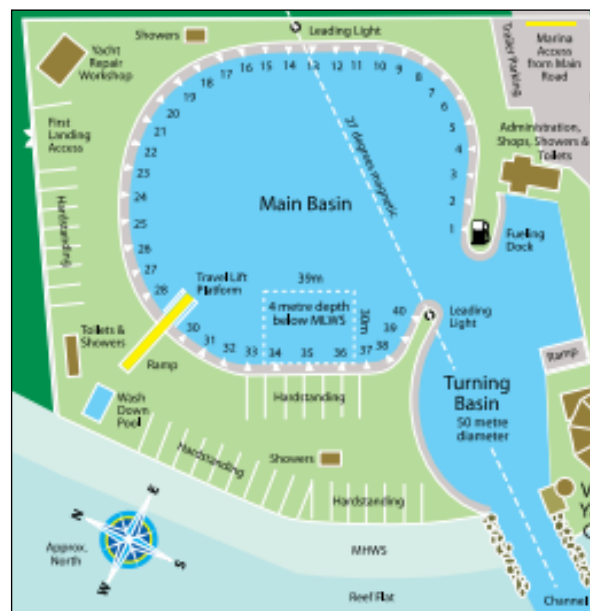 Showers
Leading Light
Yacht
Repair
Workshop
Trailer Parking
Marina
Access
from Main
Road
First
Landing
Access
Administration,
Shops, Showers &
Toilets
18 17 16 15 14 13 12 11 10 9 8 7 6 5 4 3 2 1
19
20
21
22
23
24
25
26
27
28
37 degrees magnetic
Main Basin
Hardstanding
Fueling
Dock
Travel Lift
Platform
39m
4 metre depth
below MLWS
30m
Leading
Light
30 31 32 33 34 35 36 37 38 39 40
Toilets &
Showers
Ramp
Ramp
Wash
Down
Pool
Hardstanding
Turning
Basin
50 metre
diameter
Hardstanding
Showers
Hardstanding
V
Y
C
N
E
S
W
Approx.
North
MHWS
Reef Flat
Channel